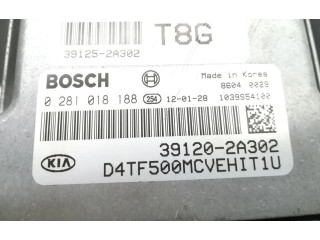 T8G
39125-2A302
BOSCH Made in Korea
8604 0029
0 281 018 188 254 12-01-28 1039S54100
KIA 39120-2A302
D4TF500MCVEHIT1U